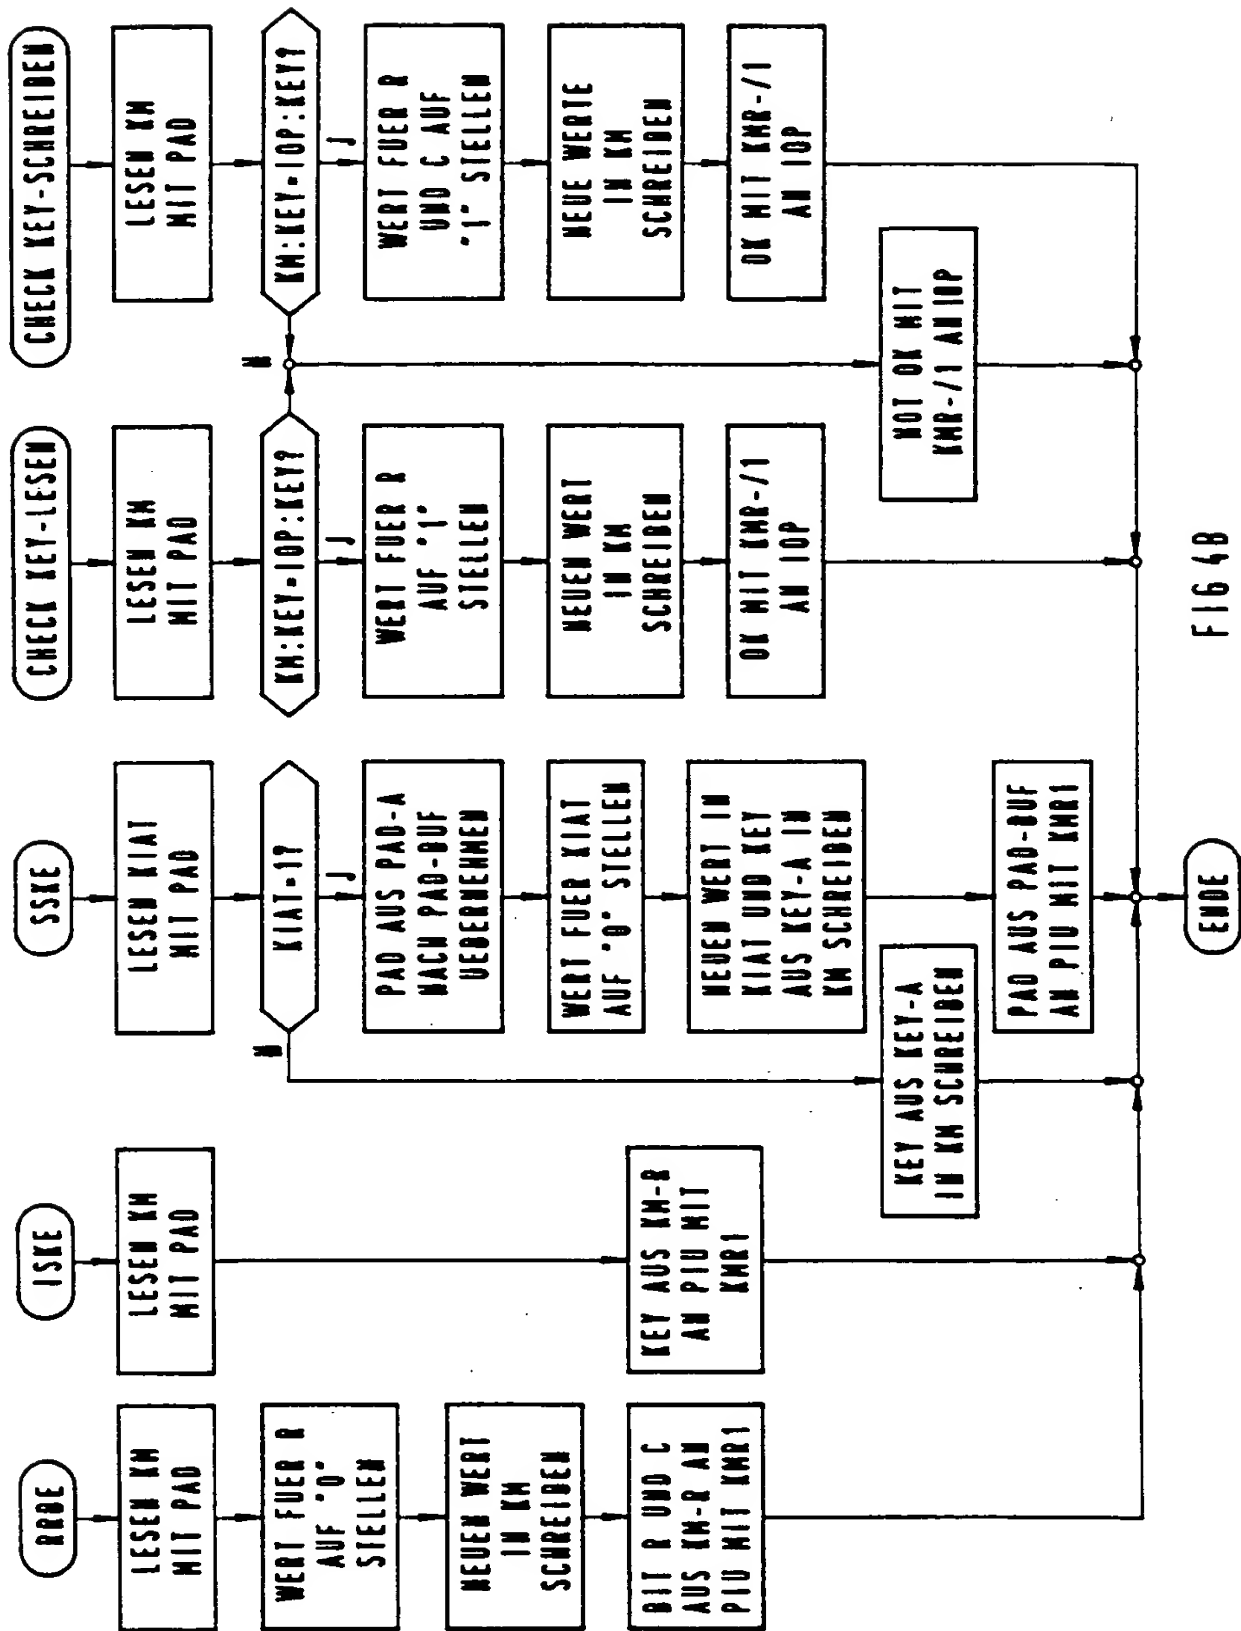 RRBE
LESEN KM
MIT PAD
WERT FUER R
AUF "0"
STELLEN
NEUEN WERT
IN KM
SCHREIBEN
BIT R UND C
AUS KM-R AN
PIU MIT KMR1
ISKE
LESEN KM
MIT PAD
KEY AUS KM-R
AN PIU MIT
KMR1
SSKE
LESEN KIAT
MIT PAD
KIAT=1?
N
J
PAD AUS PAD-A
NACH PAD-BUF
UEBERNEHMEN
WERT FUER KIAT
AUF "0" STELLEN
NEUEN WERT IN
KIAT UND KEY
AUS KEY-A IN
KM SCHREIBEN
KEY AUS KEY-A
IN KM SCHREIBEN
PAD AUS PAD-BUF
AN PIU MIT KMR1
CHECK KEY-LESEN
LESEN KM
MIT PAD
KM:KEY=IOP:KEY?
J
WERT FUER R
AUF "1"
STELLEN
NEUEN WERT
IN KM
SCHREIBEN
OK MIT KMR-/1
AN IOP
CHECK KEY-SCHREIBEN
LESEN KM
MIT PAD
KM:KEY=IOP:KEY?
N
J
WERT FUER R
UND C AUF
"1" STELLEN
NEUE WERTE
IN KM
SCHREIBEN
OK MIT KMR-/1
AN IOP
NOT OK MIT
KMR-/1 AN IOP
ENDE
FIG 4B